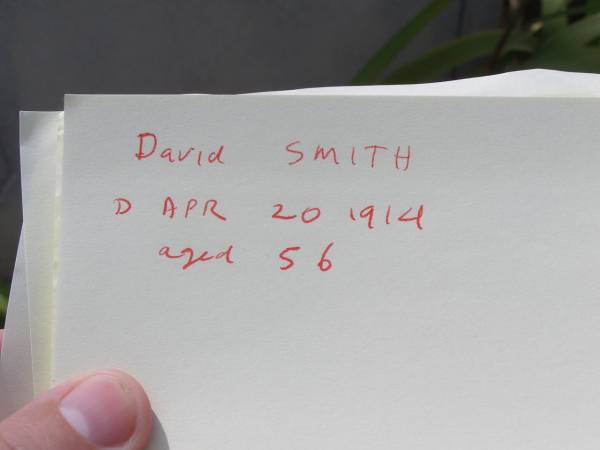 David SMITH
D APR 20 1914
aged 56